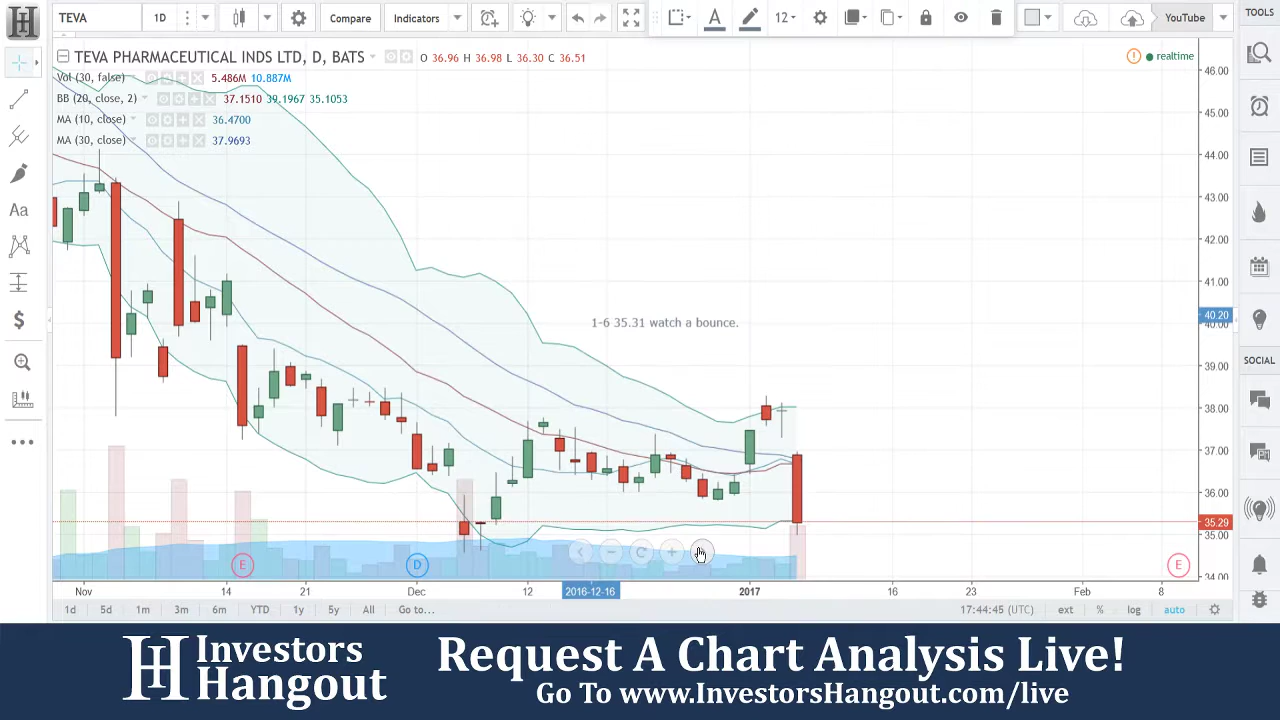 TEVA
1D
Compare
Indicators
A
12
YouTube
TOOLS
TEVA PHARMACEUTICAL INDS LTD, D, BATS
O 36.96 H 36.98 L 36.30 C 36.51
realtime
Vol (30, false)
5.486M 10.887M
BB (20, close, 2)
37.1510 39.1967 35.1053
MA (10, close)
36.4700
MA (30, close)
37.9693
46.00
45.00
44.00
43.00
42.00
41.00
40.20
40.00
39.00
38.00
37.00
36.00
35.29
35.00
34.00
Aa
$
SOCIAL
1-6 35.31 watch a bounce.
E
D
E
Nov
14
21
Dec
12
2016-12-16
2017
16
23
Feb
8
1d
5d
1m
3m
6m
YTD
1y
5y
All
Go to...
17:44:45 (UTC)
ext
%
log
auto
H
Investors
Hangout
Request A Chart Analysis Live!
Go To www.InvestorsHangout.com/live